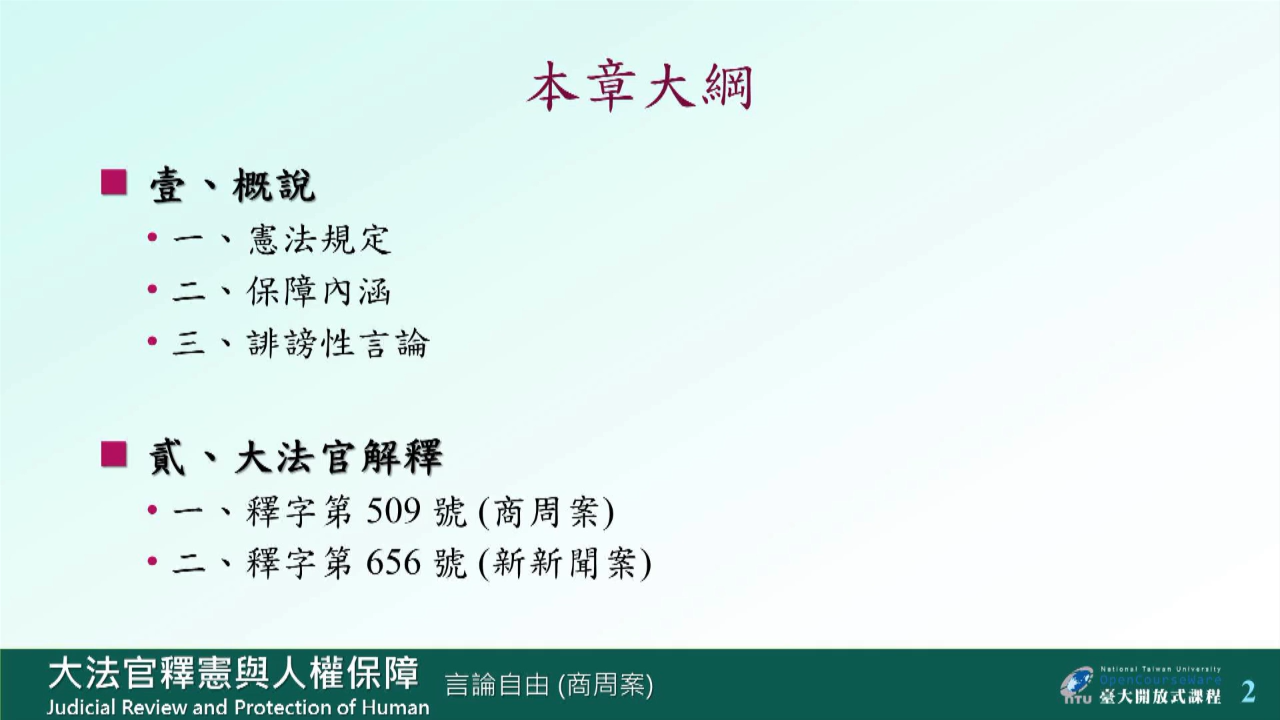 本章大綱
壹、概說
一、憲法規定
二、保障內涵
三、誹謗性言論
貳、大法官解釋
一、釋字第 509 號 (商周案)
二、釋字第 656 號 (新新聞案)
大法官釋憲與人權保障 言論自由 (商周案)
Judicial Review and Protection of Human
National Taiwan University
OpenCourseWare
NTU 臺大開放式課程 2